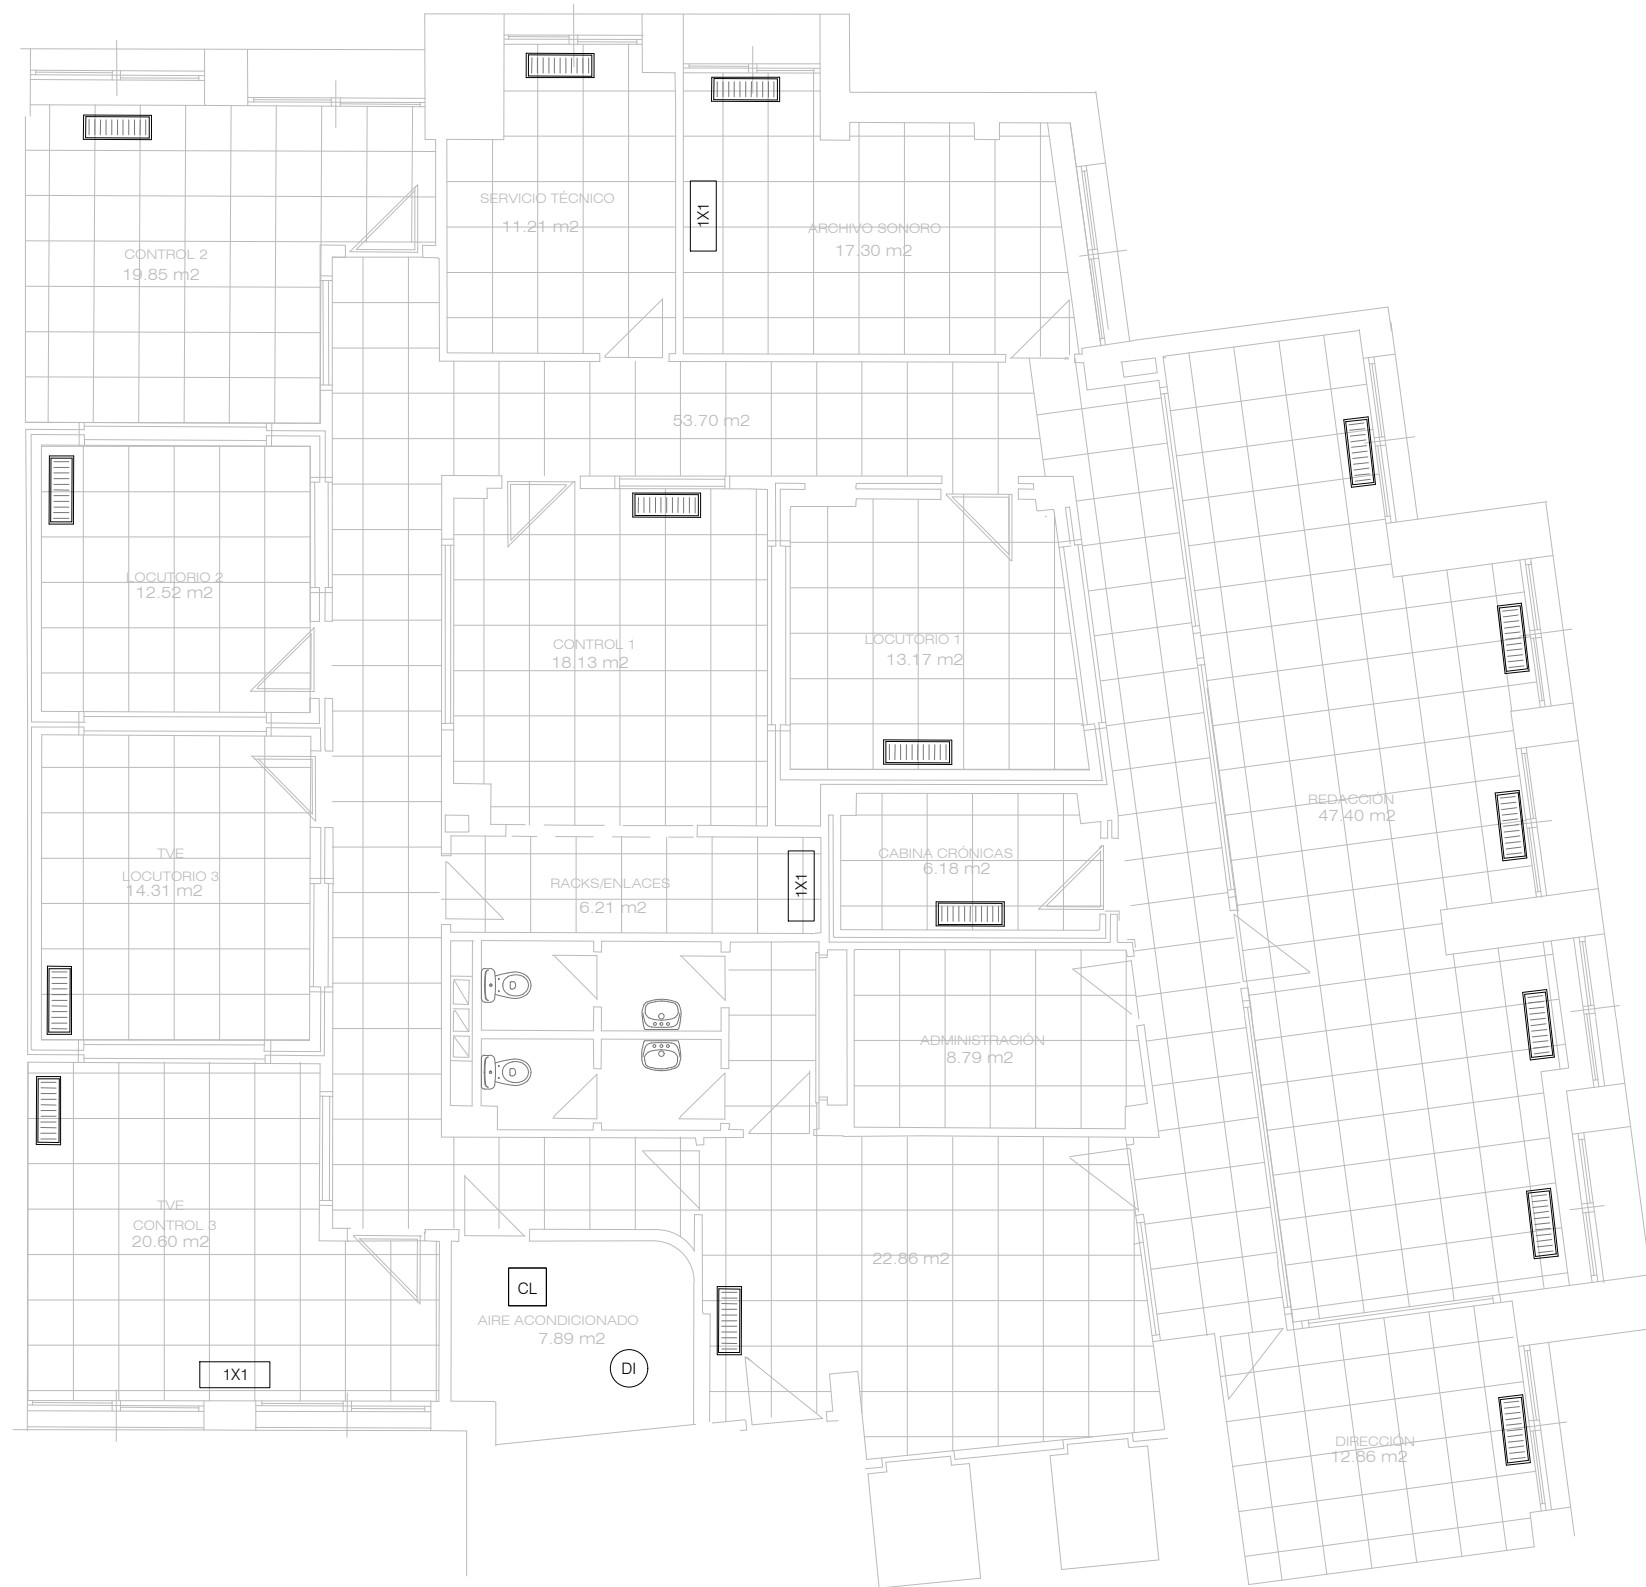 SERVICIO TÉCNICO
11.21 m2
1X1
ARCHIVO SONORO
17.30 m2
CONTROL 2
19.85 m2
53.70 m2
LOCUTORIO 2
12.52 m2
CONTROL 1
18.13 m2
LOCUTORIO 1
13.17 m2
REDACCIÓN
47.40 m2
TVE
LOCUTORIO 3
14.31 m2
RACKS/ENLACES
6.21 m2
1X1
CABINA CRÓNICAS
6.18 m2
D
D
ADMINISTRACIÓN
8.79 m2
TVE
CONTROL 3
20.60 m2
1X1
CL
AIRE ACONDICIONADO
7.89 m2
DI
22.86 m2
DIRECCIÓN
12.86 m2